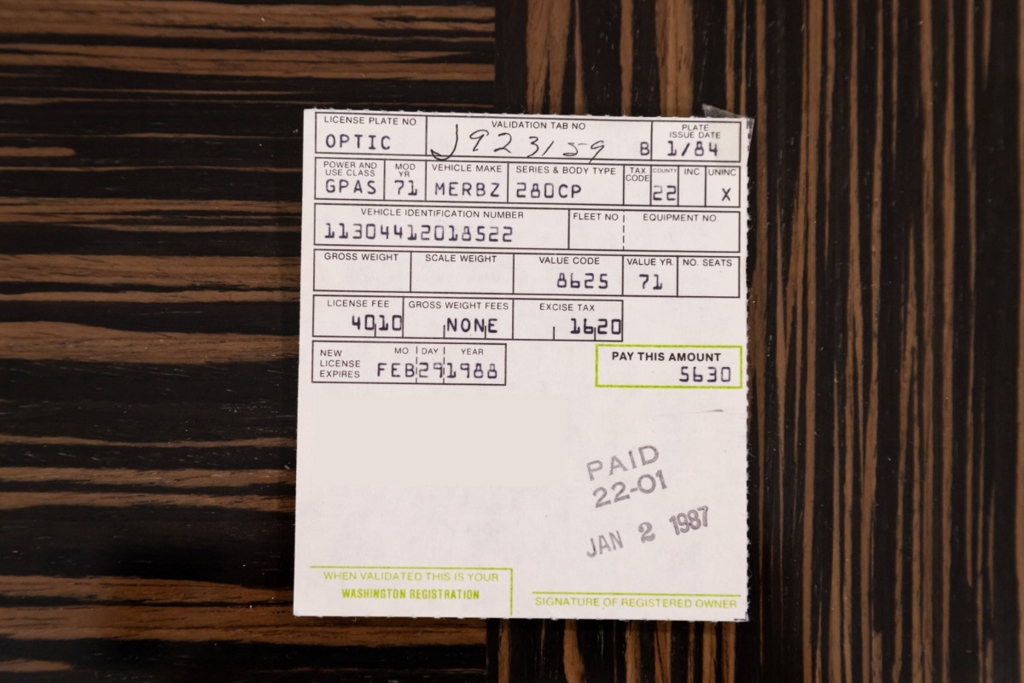 LICENSE PLATE NO VALIDATION TAB NO PLATE ISSUE DATE
OPTIC J923159 B 1/84
POWER AND USE CLASS MOD YR VEHICLE MAKE SERIES & BODY TYPE TAX CODE COUNTY INC UNINC
GPAS 71 MERBZ 280CP 22 X
VEHICLE IDENTIFICATION NUMBER FLEET NO EQUIPMENT NO
11304412018522
GROSS WEIGHT SCALE WEIGHT VALUE CODE VALUE YR. NO. SEATS
8625 71
LICENSE FEE GROSS WEIGHT FEES EXCISE TAX
40 10 NONE 16 20
NEW LICENSE EXPIRES MO DAY YEAR
FEB 29 1988
PAY THIS AMOUNT
5630
PAID
22-01
JAN 2 1987
WHEN VALIDATED THIS IS YOUR
WASHINGTON REGISTRATION
SIGNATURE OF REGISTERED OWNER